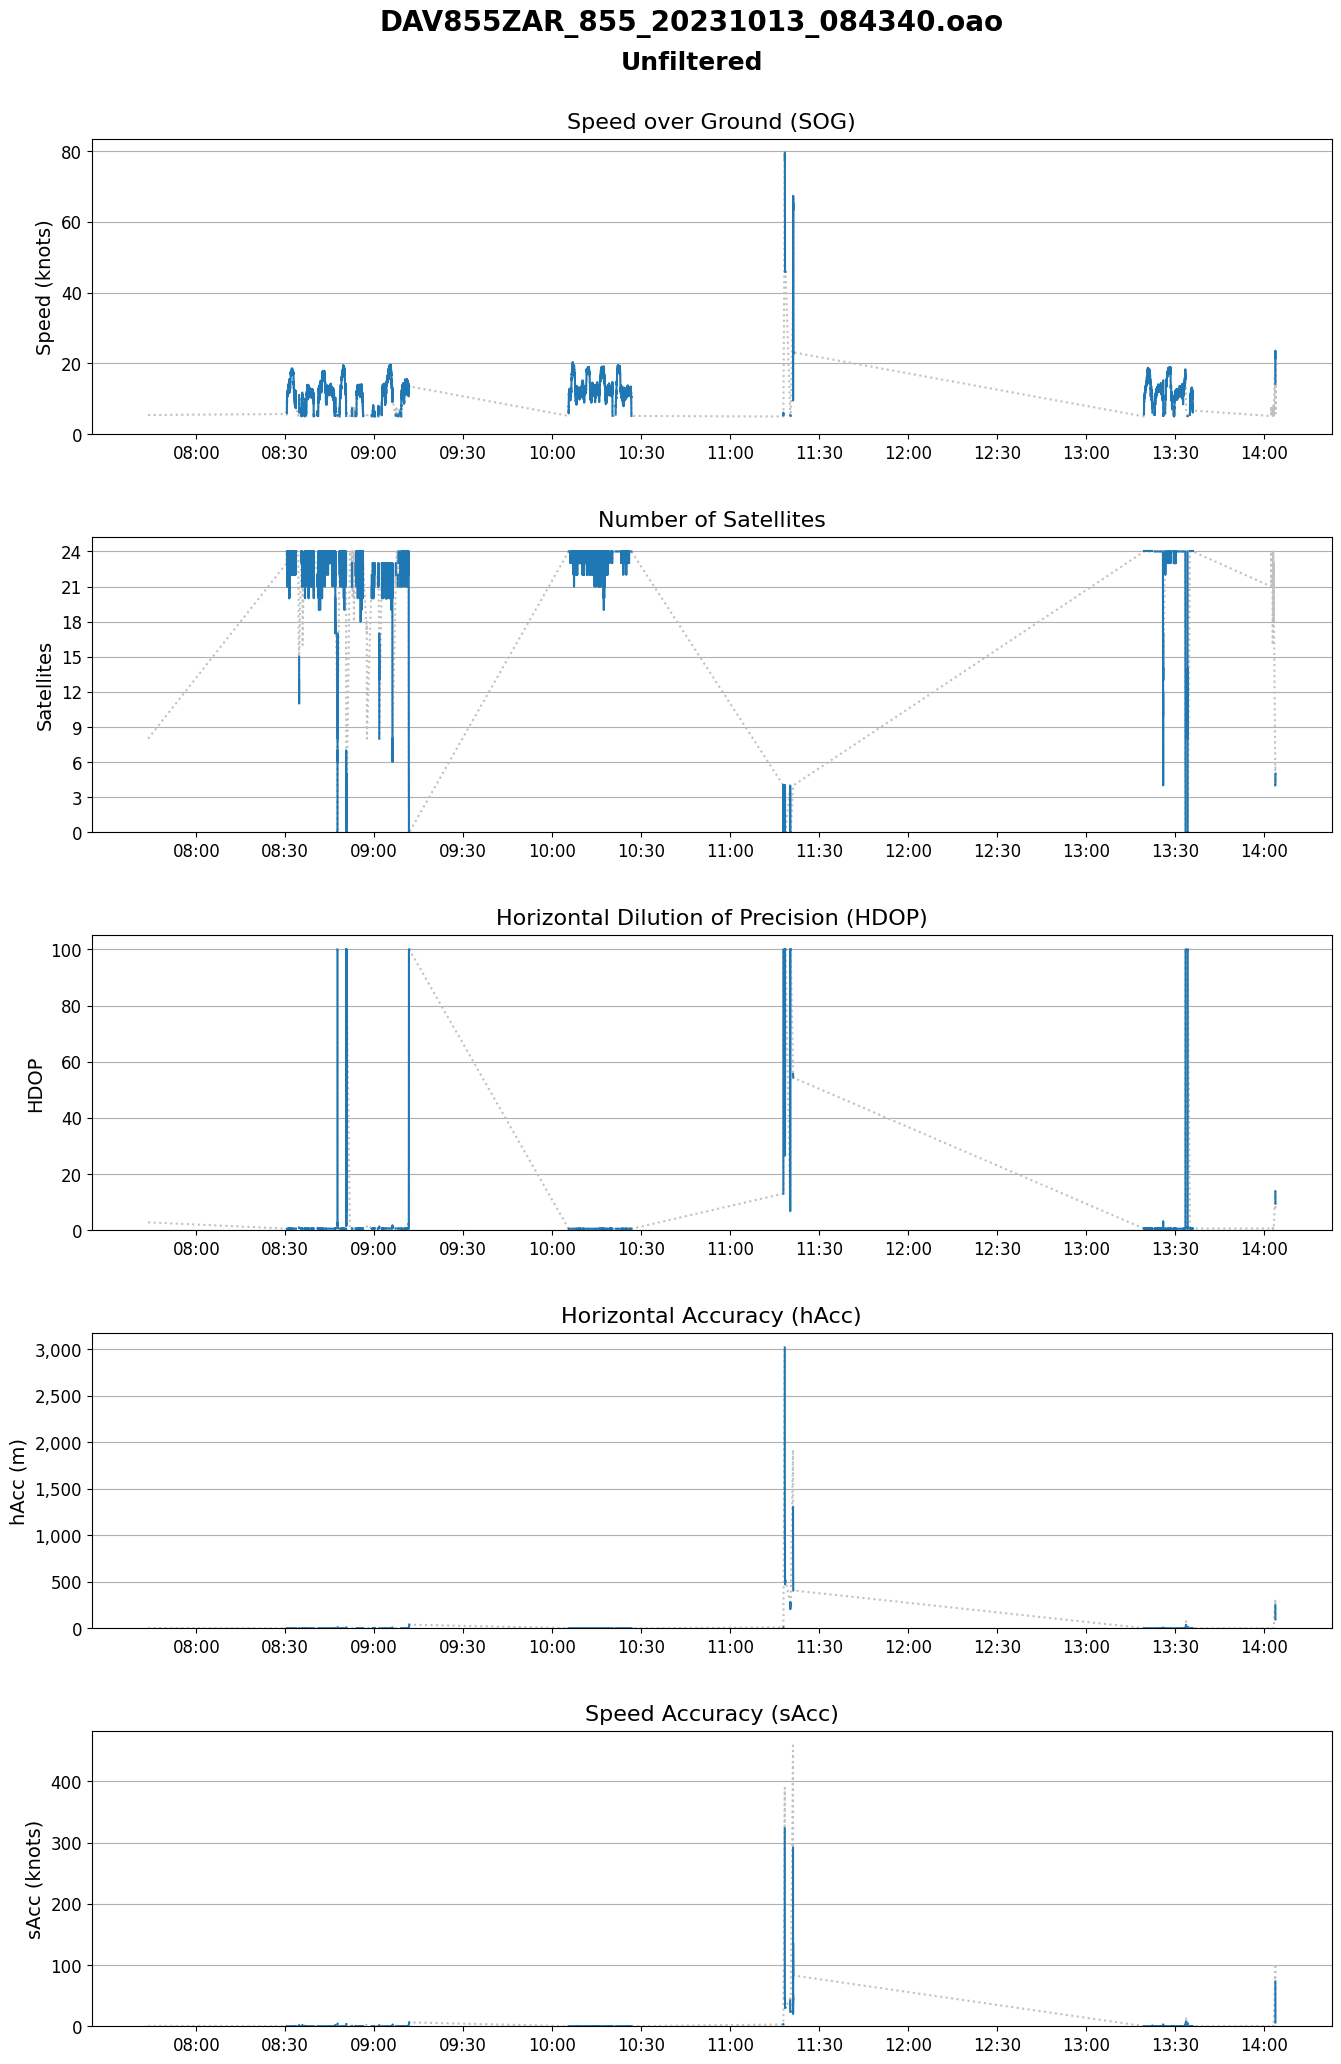 DAV855ZAR_855_20231013_084340.oao
Unfiltered
Speed over Ground (SOG)
80
60
40
20
0
Speed (knots)
08:00 08:30 09:00 09:30 10:00 10:30 11:00 11:30 12:00 12:30 13:00 13:30 14:00
Number of Satellites
24
21
18
15
12
9
6
3
0
Satellites
08:00 08:30 09:00 09:30 10:00 10:30 11:00 11:30 12:00 12:30 13:00 13:30 14:00
Horizontal Dilution of Precision (HDOP)
100
80
60
40
20
0
HDOP
08:00 08:30 09:00 09:30 10:00 10:30 11:00 11:30 12:00 12:30 13:00 13:30 14:00
Horizontal Accuracy (hAcc)
3,000
2,500
2,000
1,500
1,000
500
0
hAcc (m)
08:00 08:30 09:00 09:30 10:00 10:30 11:00 11:30 12:00 12:30 13:00 13:30 14:00
Speed Accuracy (sAcc)
400
300
200
100
0
sAcc (knots)
08:00 08:30 09:00 09:30 10:00 10:30 11:00 11:30 12:00 12:30 13:00 13:30 14:00